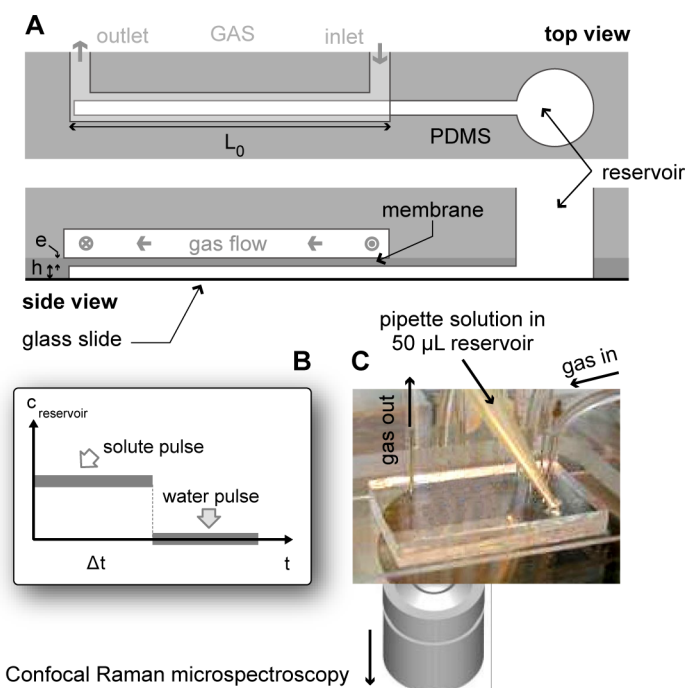 A
outlet GAS inlet
top view
L0
PDMS
reservoir
membrane
e
gas flow
h
side view
glass slide
pipette solution in
50 µL reservoir
B
C
gas in
gas out
c reservoir
solute pulse
water pulse
Δt
t
Confocal Raman microspectroscopy